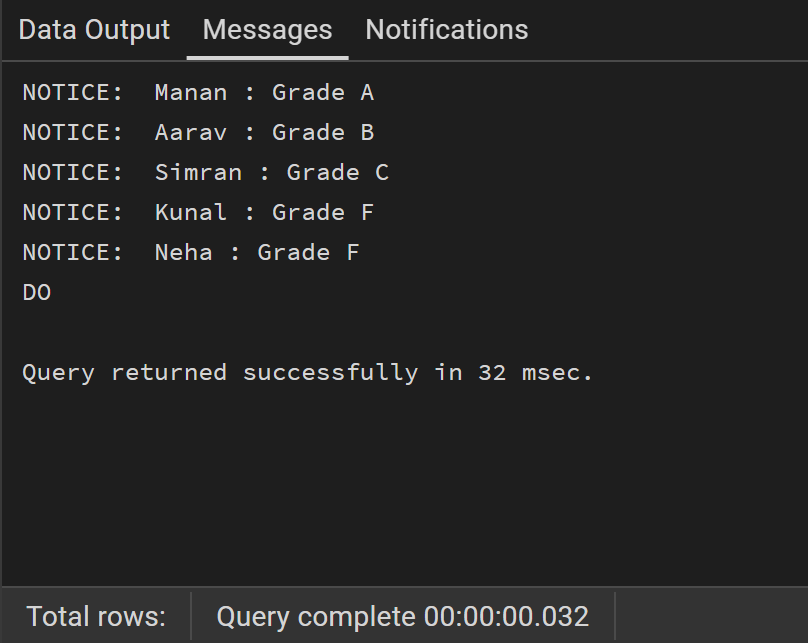 Data Output Messages Notifications
NOTICE:  Manan : Grade A
NOTICE:  Aarav : Grade B
NOTICE:  Simran : Grade C
NOTICE:  Kunal : Grade F
NOTICE:  Neha : Grade F
DO
Query returned successfully in 32 msec.
Total rows: Query complete 00:00:00.032